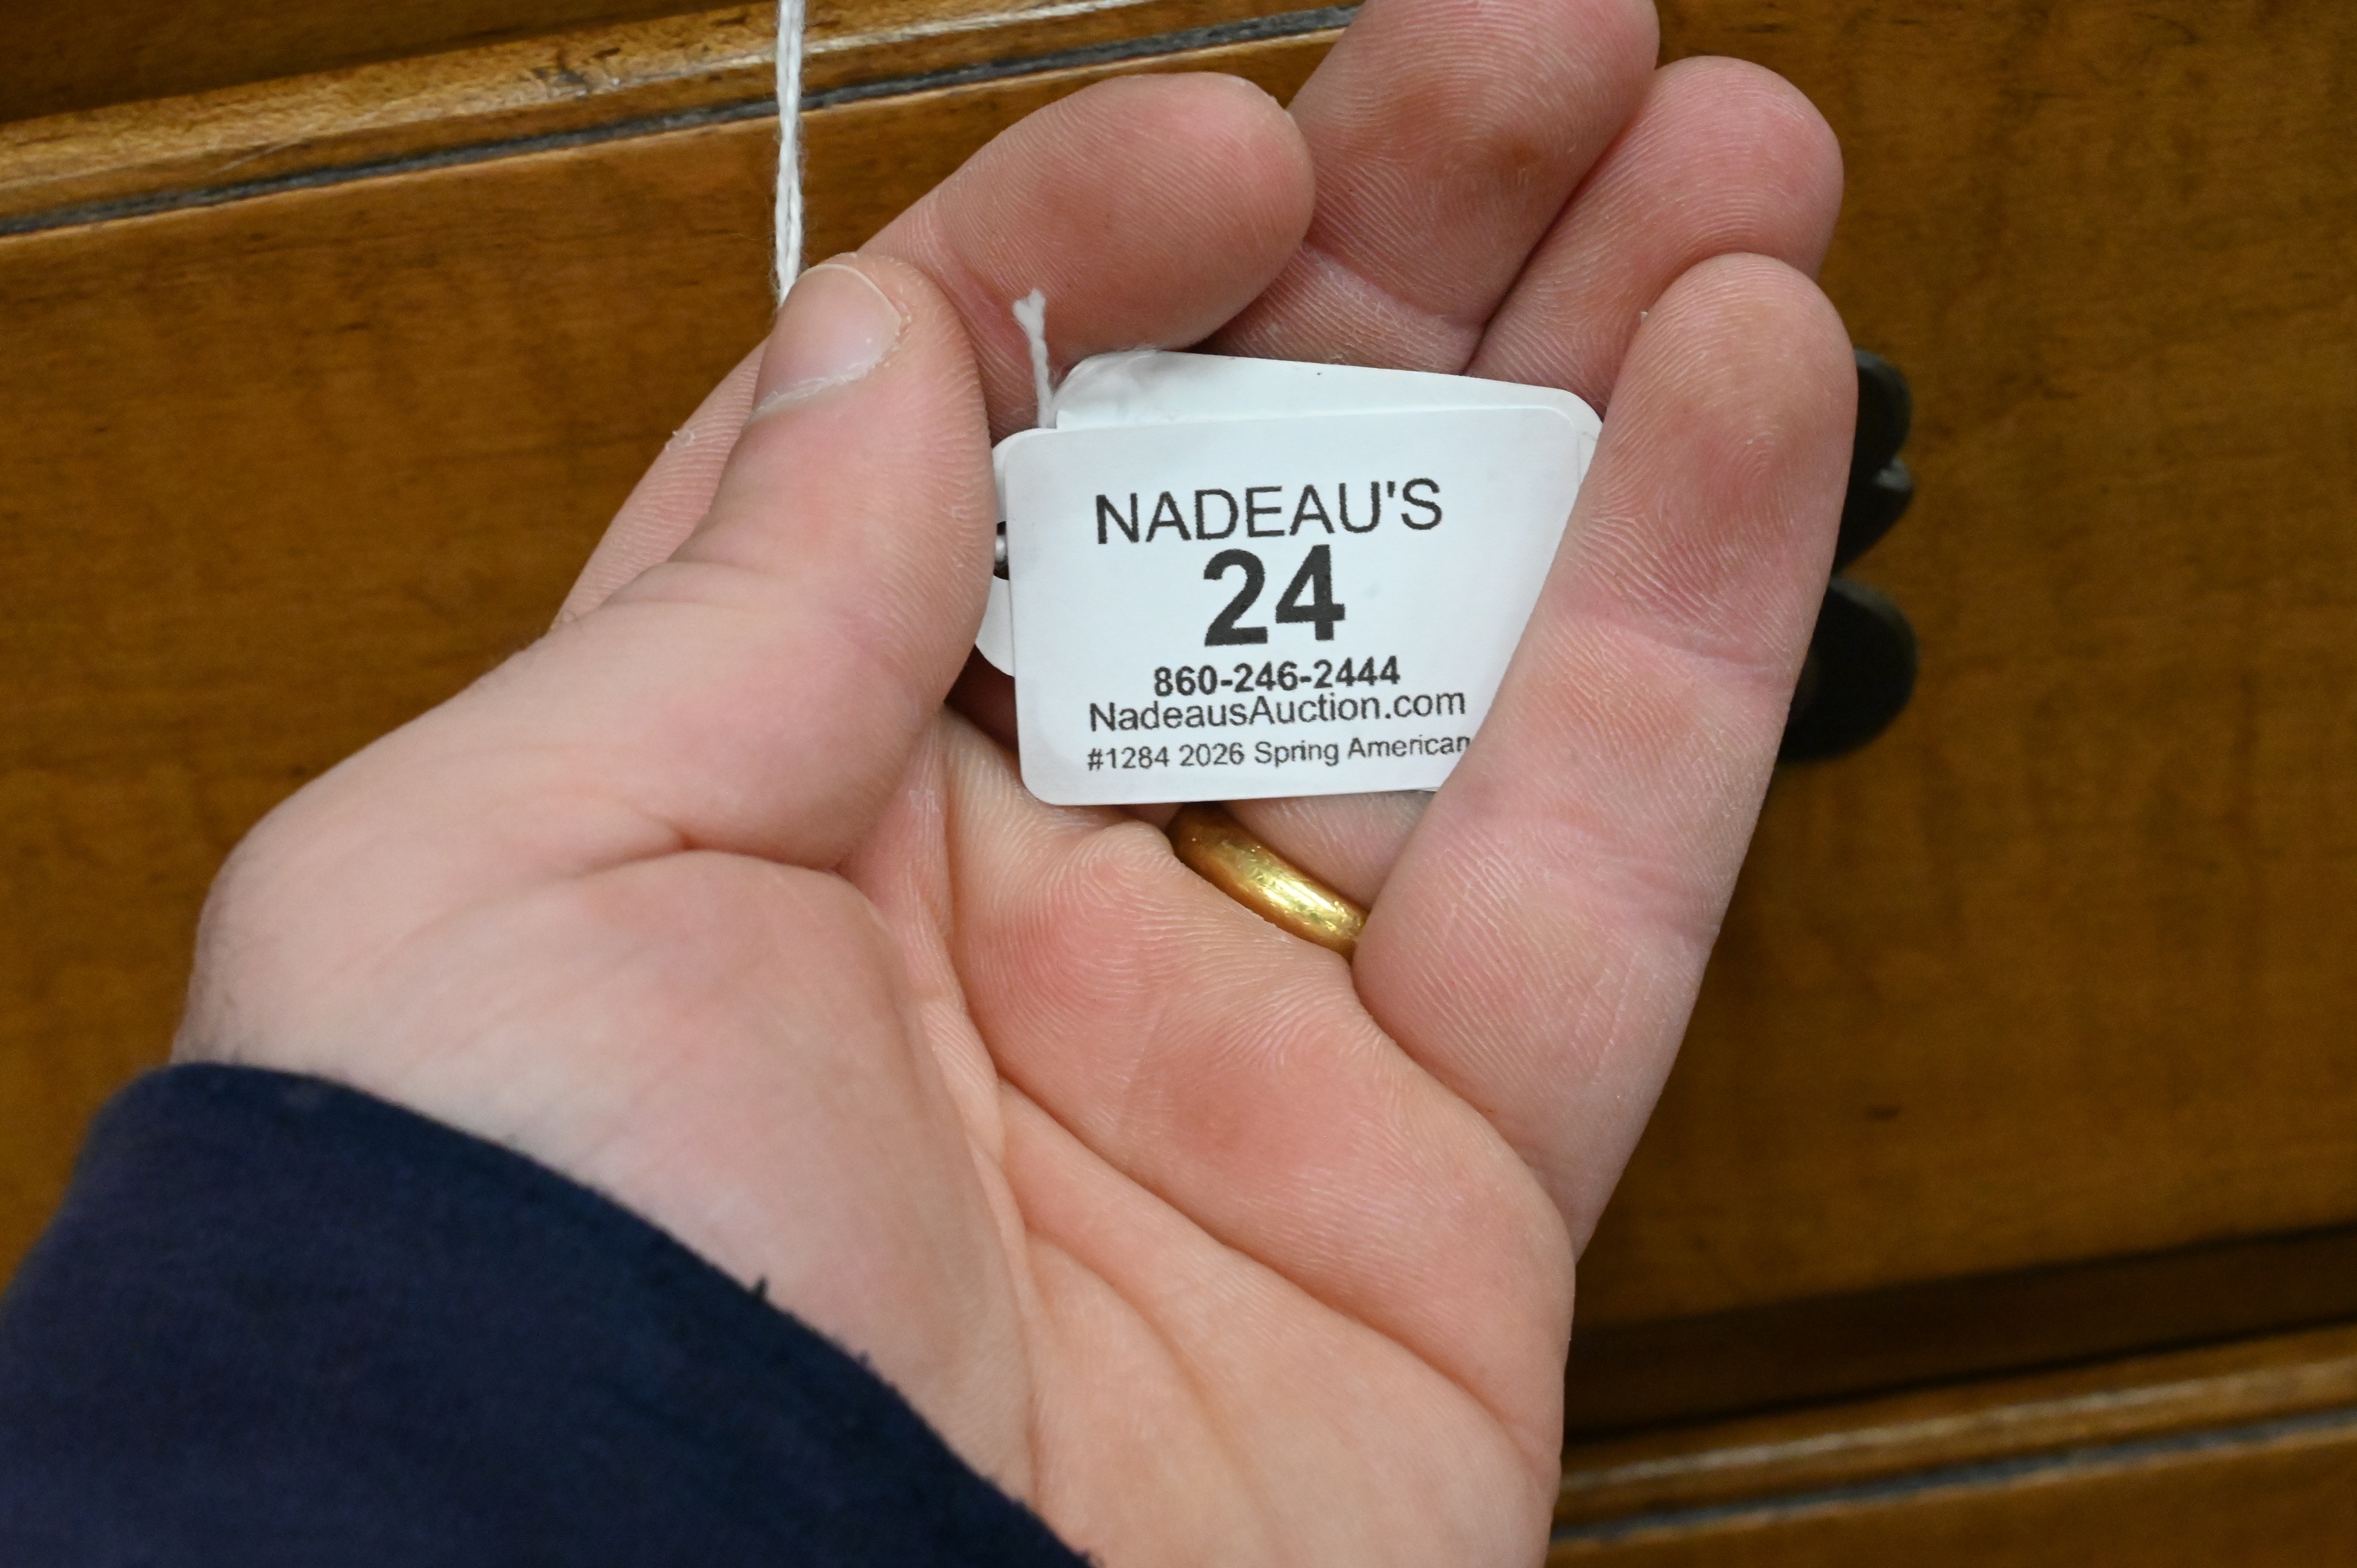 NADEAU'S
24
860-246-2444
NadeausAuction.com
#1284 2026 Spring American